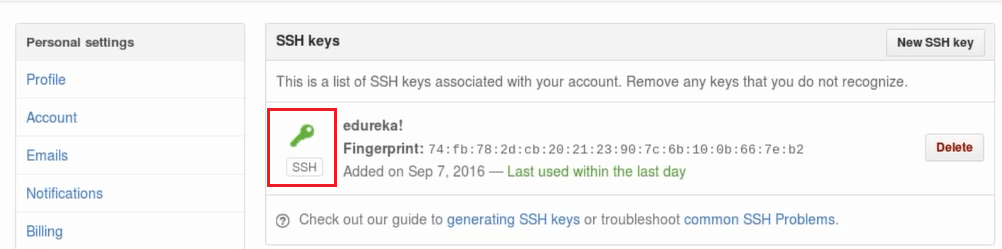 Personal settings
Profile
Account
Emails
Notifications
Billing
SSH keys
New SSH key
This is a list of SSH keys associated with your account. Remove any keys that you do not recognize.
SSH
edureka!
Fingerprint: 74:fb:78:2d:cb:20:21:23:90:7c:6b:10:0b:66:7e:b2
Added on Sep 7, 2016 — Last used within the last day
Delete
Check out our guide to generating SSH keys or troubleshoot common SSH Problems.